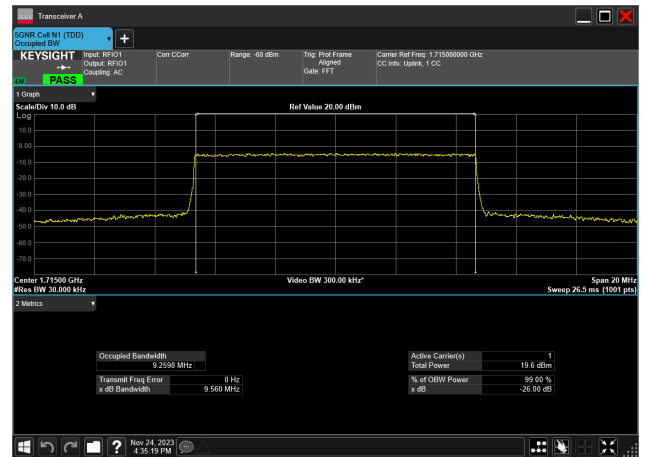 Transceiver A
5GNR Cell N1 (TDD)
Occupied BW
KEYSIGHT
LXI
PASS
Input: RFIO1
Output: RFIO1
Coupling: AC
Corr CCorr
Range: -60 dBm
Trig: Prot Frame
Aligned
Gate: FFT
Carrier Ref Freq: 1.715000000 GHz
CC Info: Uplink, 1 CC
1 Graph
Scale/Div 10.0 dB
Ref Value 20.00 dBm
Log
10.0
0.00
-10.0
-20.0
-30.0
-40.0
-50.0
-60.0
-70.0
Center 1.71500 GHz
Video BW 300.00 kHz*
Span 20 MHz
#Res BW 30.000 kHz
Sweep 26.5 ms (1001 pts)
2 Metrics
Occupied Bandwidth
9.2598 MHz
Active Carrier(s) 1
Total Power 19.6 dBm
Transmit Freq Error 0 Hz
x dB Bandwidth 9.560 MHz
% of OBW Power 99.00 %
x dB -26.00 dB
Nov 24, 2023
4:35:19 PM